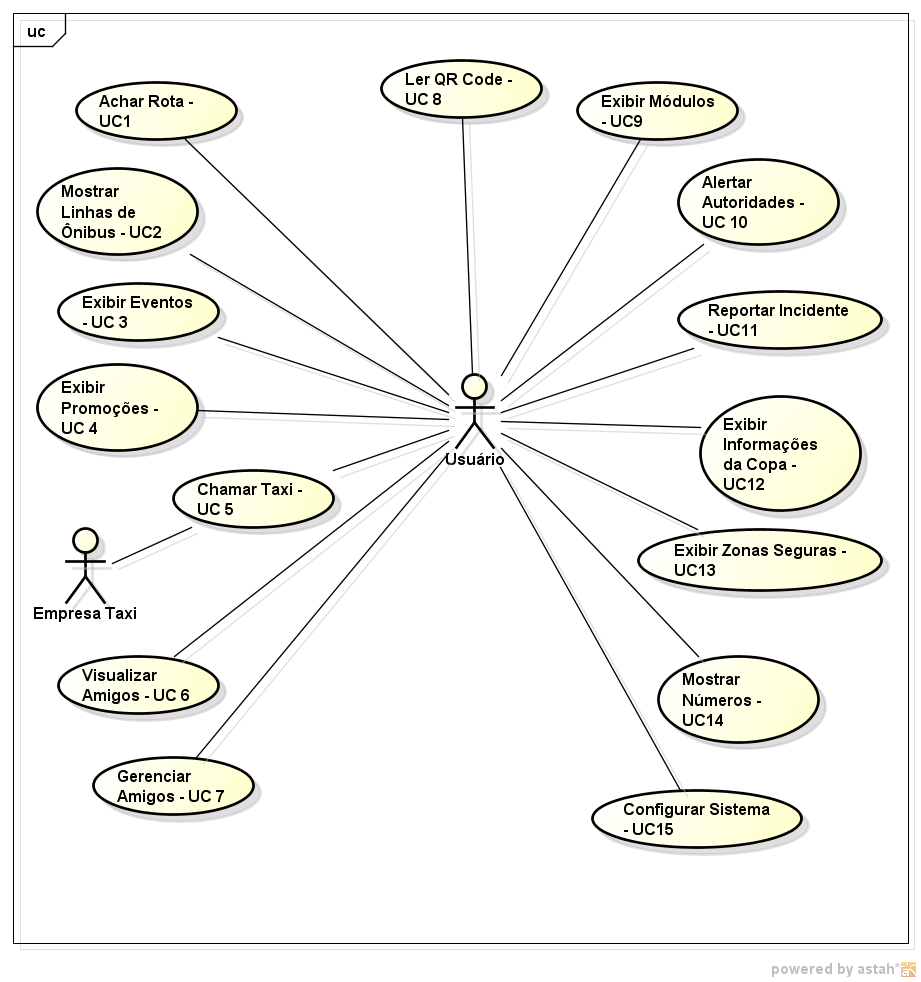 uc
Achar Rota -
UC1
Ler QR Code -
UC 8
Exibir Módulos
- UC9
Mostrar
Linhas de
Ônibus - UC2
Alertar
Autoridades -
UC 10
Exibir Eventos
- UC 3
Reportar Incidente
- UC11
Exibir
Promoções -
UC 4
Usuário
Exibir
Informações
da Copa -
UC12
Chamar Taxi -
UC 5
Exibir Zonas Seguras -
UC13
Empresa Taxi
Visualizar
Amigos - UC 6
Mostrar
Números -
UC14
Gerenciar
Amigos - UC 7
Configurar Sistema
- UC15
powered by astah*